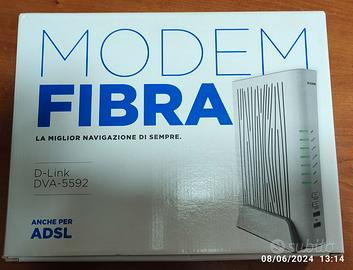 MODEM
FIBRA
LA MIGLIOR NAVIGAZIONE DI SEMPRE.
D-Link
DVA-5592
ANCHE PER
ADSL
subito
08/06/2024 13:14